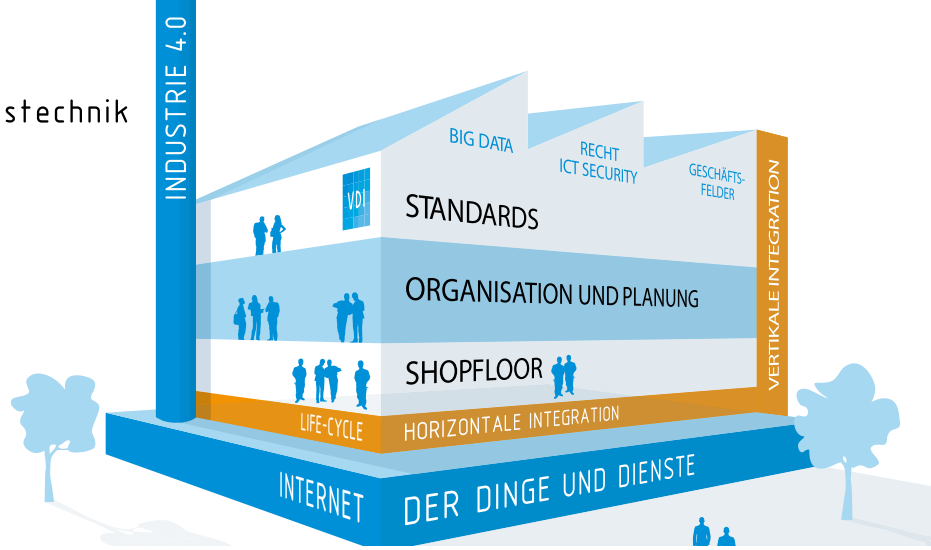 INDUSTRIE 4.0
stechnik
BIG DATA
RECHT
ICT SECURITY
GESCHÄFTS-
FELDER
VDI
STANDARDS
ORGANISATION UND PLANUNG
SHOPFLOOR
VERTIKALE INTEGRATION
LIFE-CYCLE
HORIZONTALE INTEGRATION
INTERNET DER DINGE UND DIENSTE